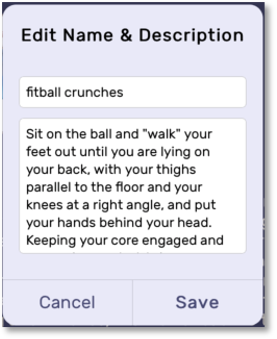 Edit Name & Description
fitball crunches
Sit on the ball and "walk" your
feet out until you are lying on
your back, with your thighs
parallel to the floor and your
knees at a right angle, and put
your hands behind your head.
Keeping your core engaged and
Cancel
Save